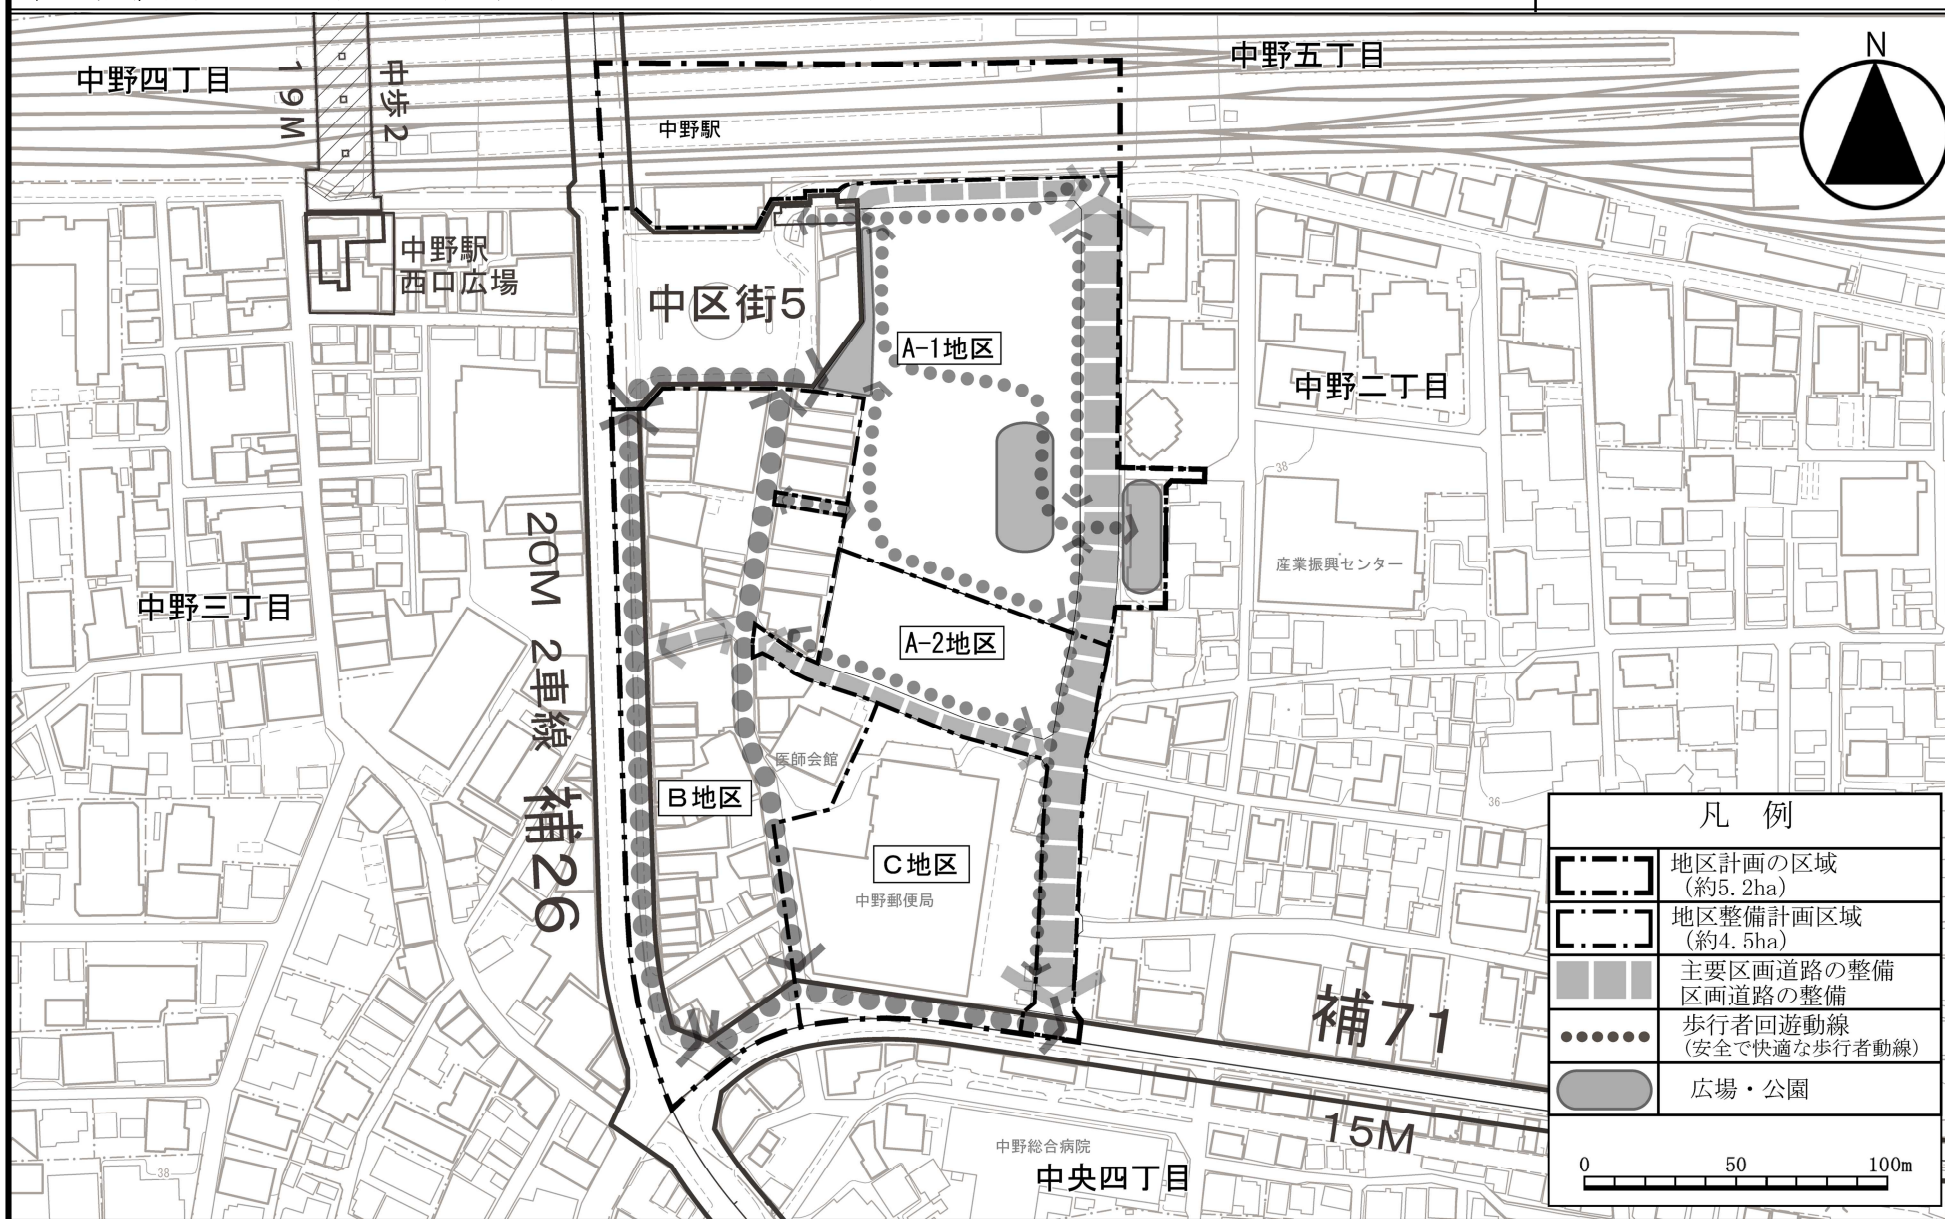 中野四丁目
19M
中歩2
中野駅
中野五丁目
N
中野駅
西口広場
中区街5
A-1地区
中野二丁目
38
産業振興センター
20M 2車線 補26
中野三丁目
A-2地区
医師会館
B地区
C地区
中野郵便局
36
補71
15M
中野総合病院
中央四丁目
38
凡 例
地区計画の区域
(約5.2ha)
地区整備計画区域
(約4.5ha)
主要区画道路の整備
区画道路の整備
歩行者回遊動線
(安全で快適な歩行者動線)
広場・公園
0 50 100m